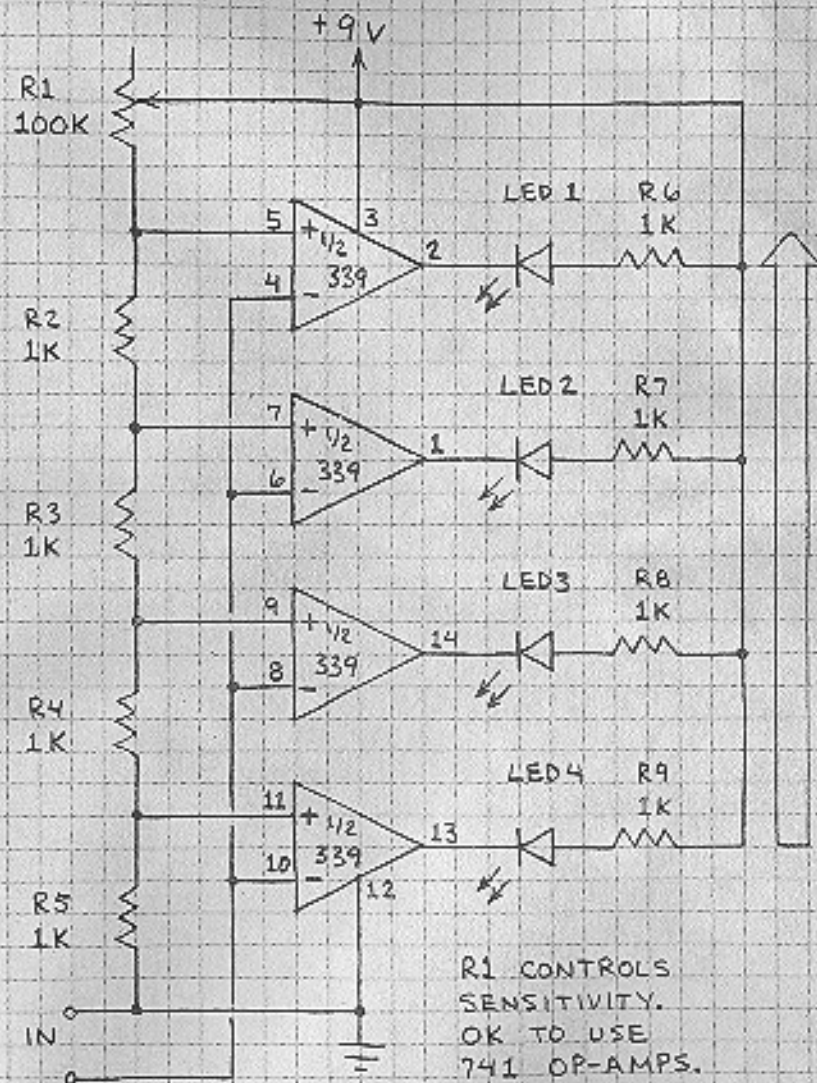 +9V
R1
100K
5
3
+
1/2
339
4
-
2
LED 1
R6
1K
R2
1K
7
+
1/2
339
6
-
1
LED 2
R7
1K
R3
1K
9
+
1/2
339
8
-
14
LED3
R8
1K
R4
1K
11
+
1/2
339
10
-
12
13
LED4
R9
1K
R5
1K
IN
R1 CONTROLS
SENSITIVITY.
OK TO USE
741 OP-AMPS.